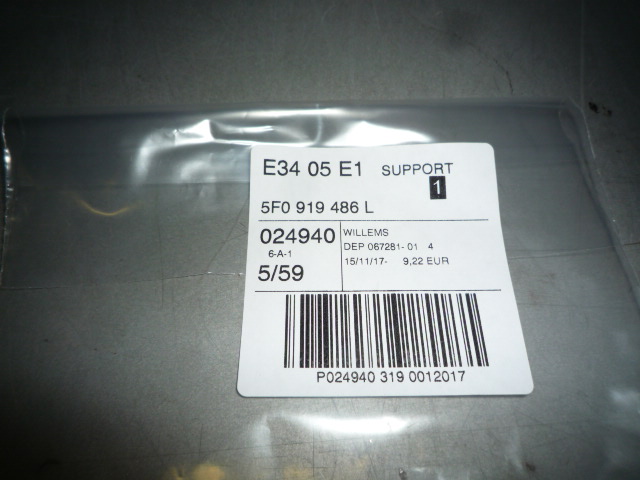 E34 05 E1 SUPPORT
1
5F0 919 486 L
024940
6-A-1
5/59
WILLEMS
DEP 067281- 01 4
15/11/17- 9,22 EUR
P024940 319 0012017